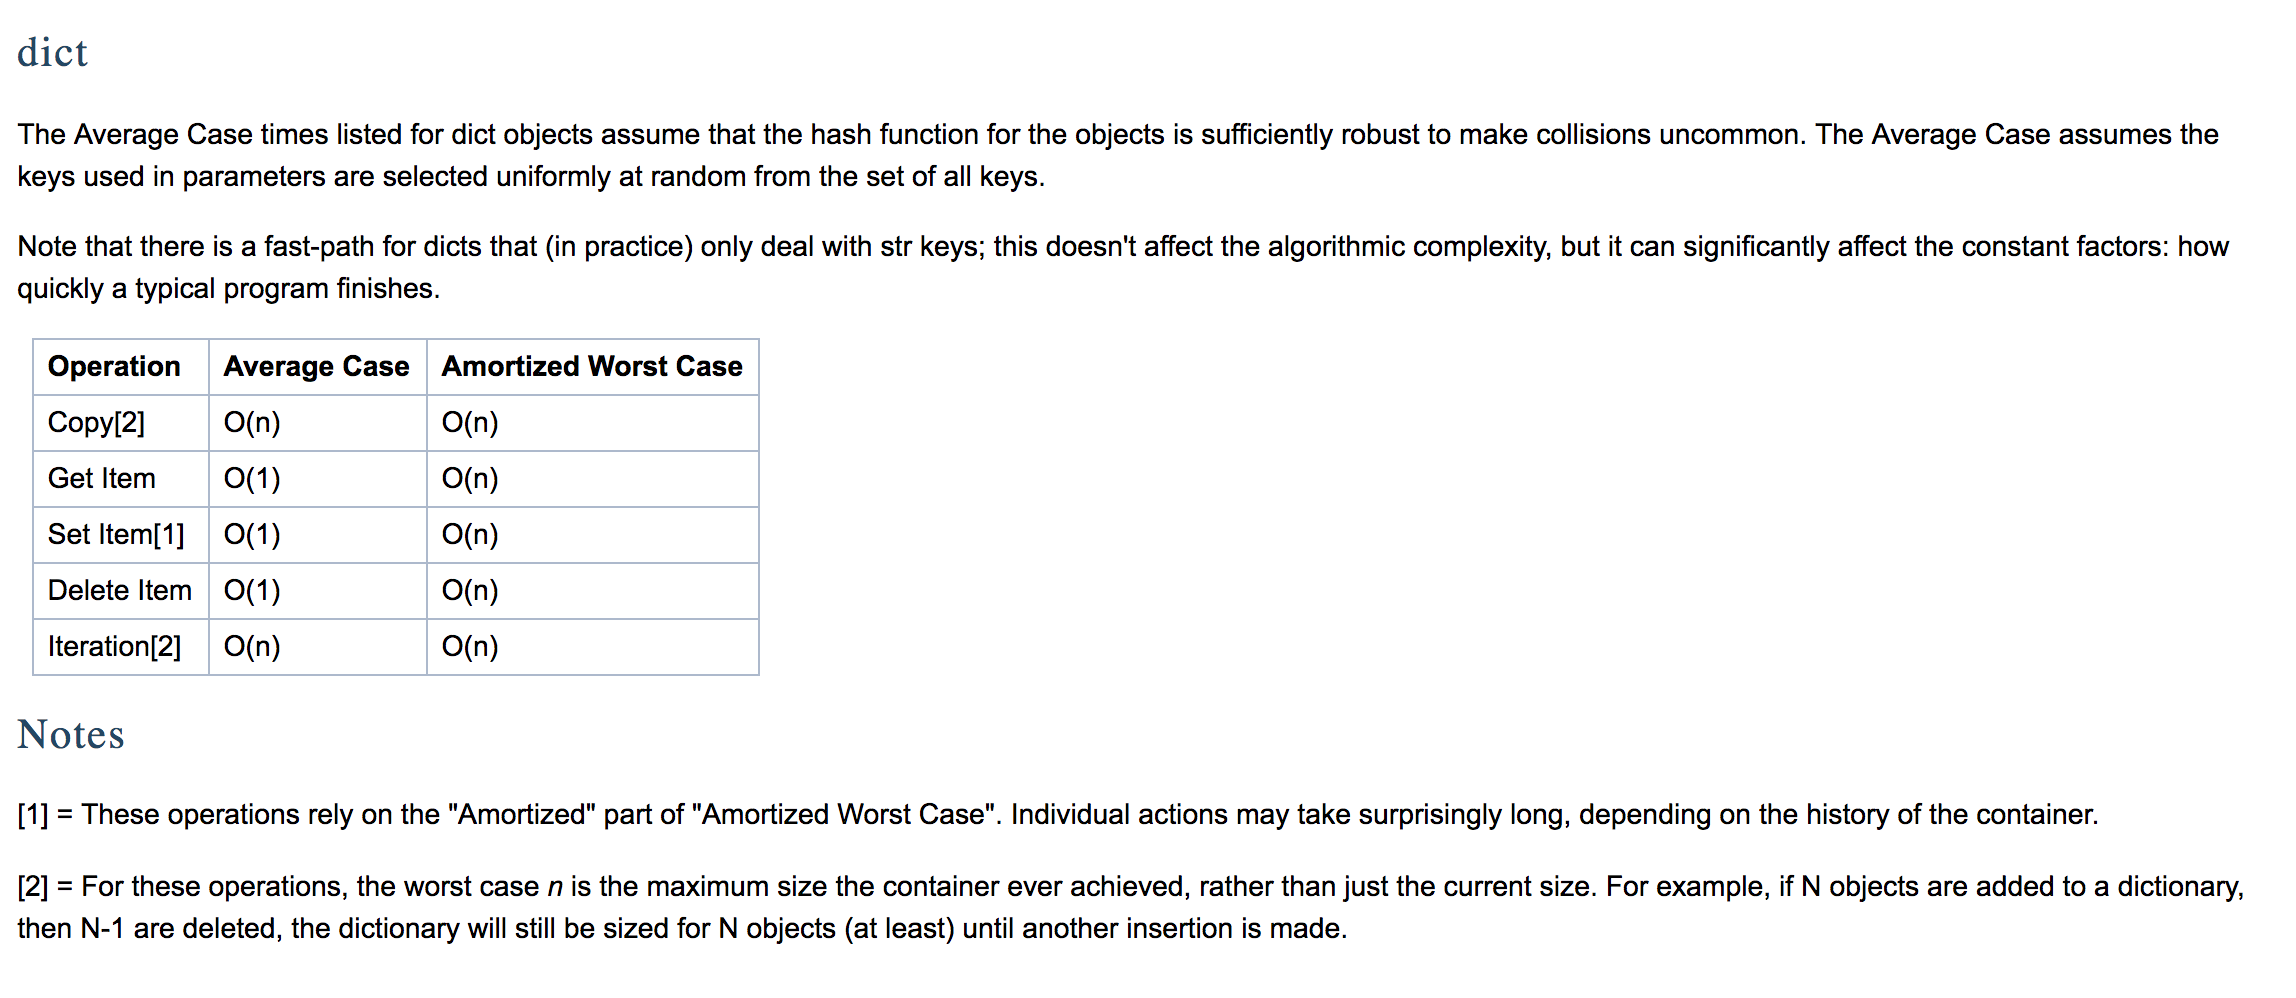 dict
The Average Case times listed for dict objects assume that the hash function for the objects is sufficiently robust to make collisions uncommon. The Average Case assumes the
keys used in parameters are selected uniformly at random from the set of all keys.
Note that there is a fast-path for dicts that (in practice) only deal with str keys; this doesn't affect the algorithmic complexity, but it can significantly affect the constant factors: how
quickly a typical program finishes.
Operation Average Case Amortized Worst Case
Copy[2] O(n) O(n)
Get Item O(1) O(n)
Set Item[1] O(1) O(n)
Delete Item O(1) O(n)
Iteration[2] O(n) O(n)
Notes
[1] = These operations rely on the "Amortized" part of "Amortized Worst Case". Individual actions may take surprisingly long, depending on the history of the container.
[2] = For these operations, the worst case n is the maximum size the container ever achieved, rather than just the current size. For example, if N objects are added to a dictionary,
then N-1 are deleted, the dictionary will still be sized for N objects (at least) until another insertion is made.